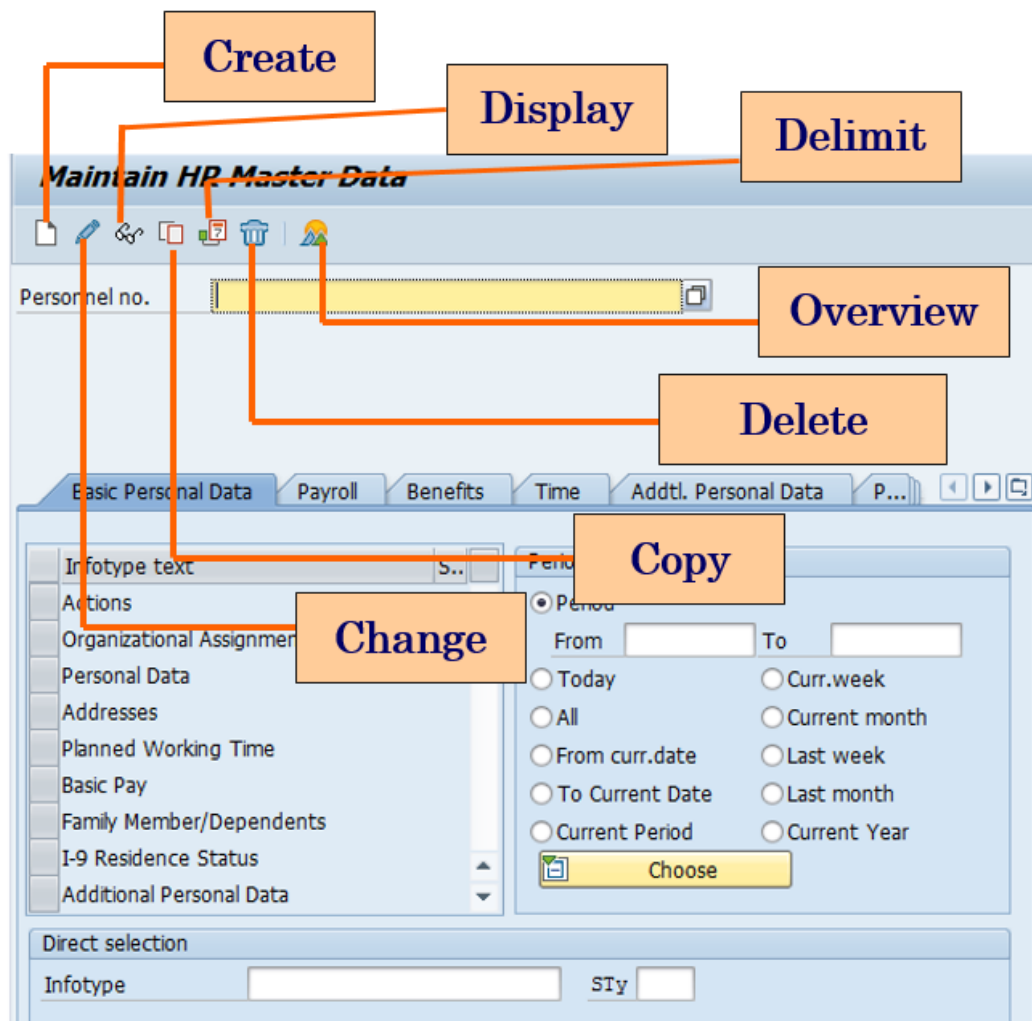 Create
Display
Delimit
Maintain HR Master Data
Personnel no.
Overview
Delete
Basic Personal Data
Payroll
Benefits
Time
Addtl. Personal Data
P...
Infotype text
S..
Actions
Organizational Assignmen
Personal Data
Addresses
Planned Working Time
Basic Pay
Family Member/Dependents
I-9 Residence Status
Additional Personal Data
Copy
Change
Perio
Period
From
To
Today
Curr.week
All
Current month
From curr.date
Last week
To Current Date
Last month
Current Period
Current Year
Choose
Direct selection
Infotype
STy